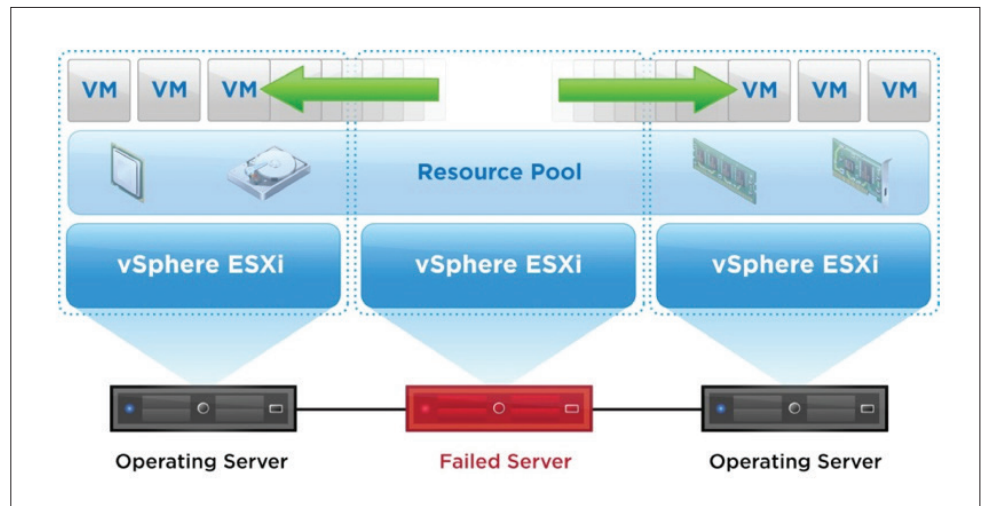 VM VM VM VM VM VM
Resource Pool
vSphere ESXi vSphere ESXi vSphere ESXi
Operating Server Failed Server Operating Server